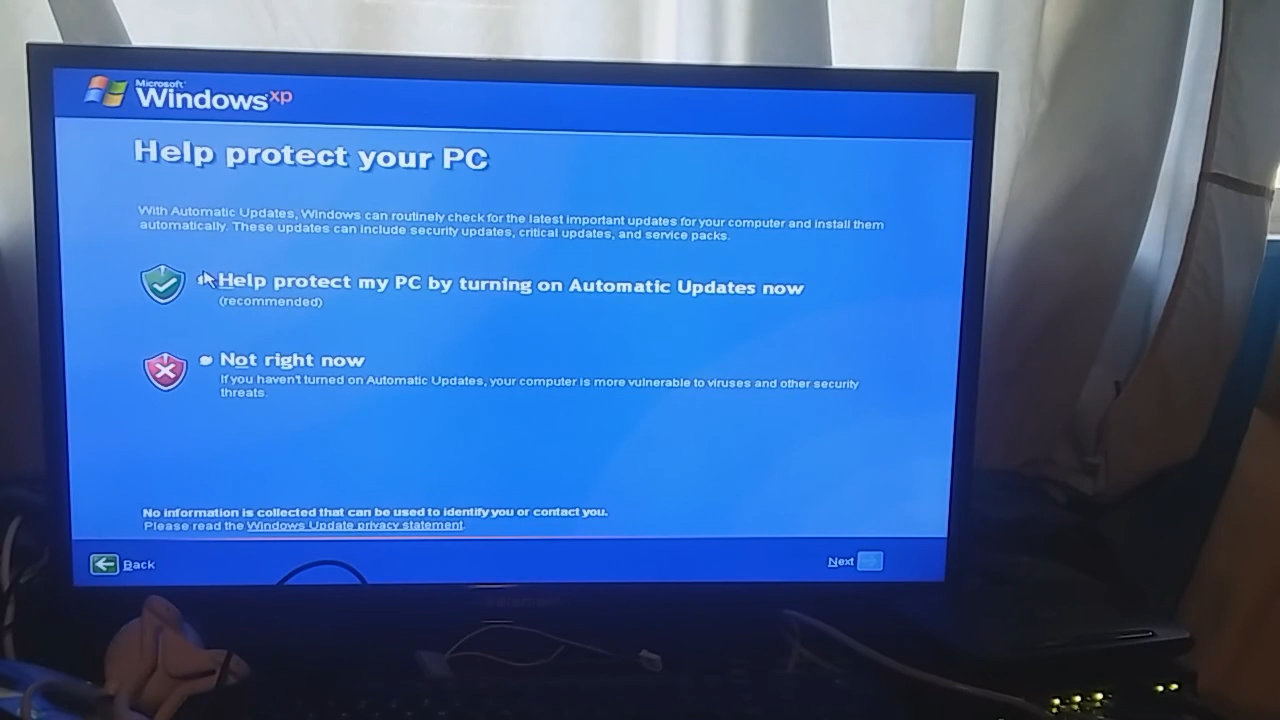 Microsoft
Windows xp
Help protect your PC
With Automatic Updates, Windows can routinely check for the latest important updates for your computer and install them
automatically. These updates can include security updates, critical updates, and service packs.
Help protect my PC by turning on Automatic Updates now
(recommended)
Not right now
If you haven't turned on Automatic Updates, your computer is more vulnerable to viruses and other security
threats.
No information is collected that can be used to identify you or contact you.
Please read the Windows Update privacy statement.
Back
Next